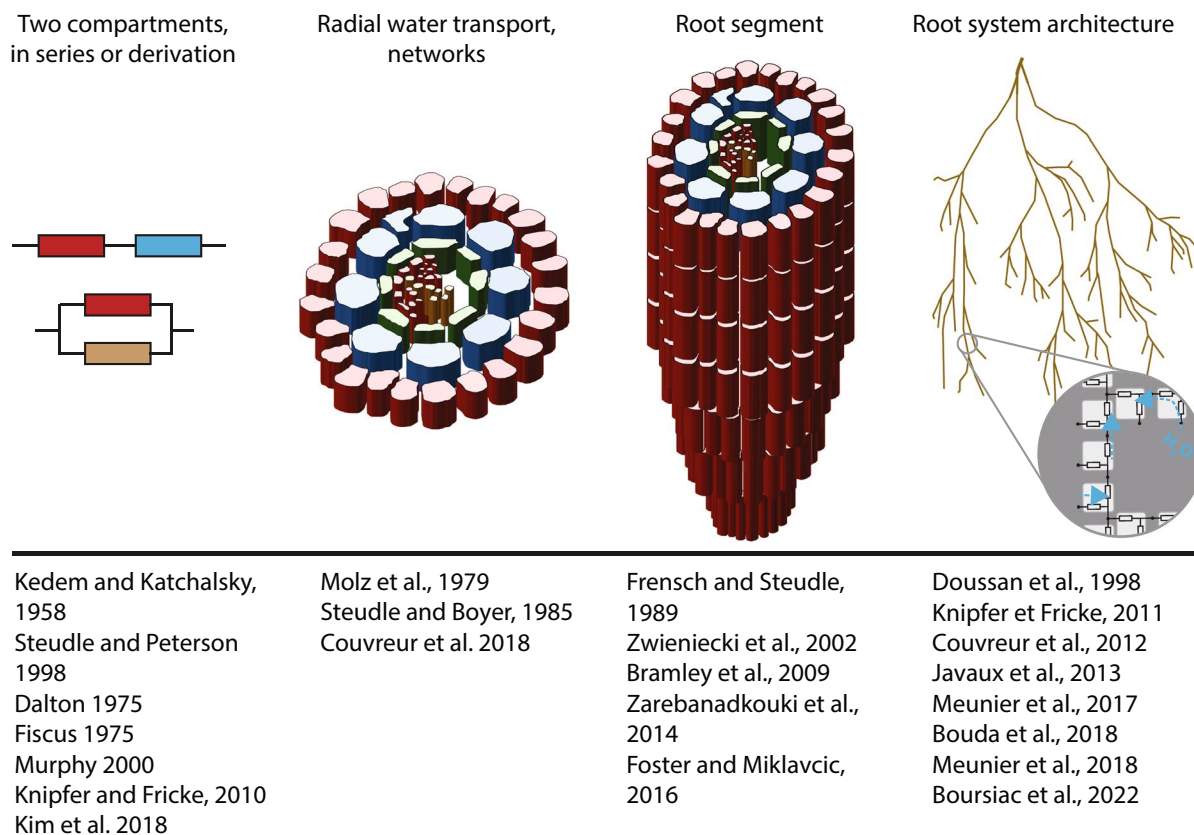 Two compartments,
in series or derivation
Radial water transport,
networks
Root segment
Root system architecture
H2O
Kedem and Katchalsky,
1958
Steudle and Peterson
1998
Dalton 1975
Fiscus 1975
Murphy 2000
Knipfer and Fricke, 2010
Kim et al. 2018
Molz et al., 1979
Steudle and Boyer, 1985
Couvreur et al. 2018
Frensch and Steudle,
1989
Zwieniecki et al., 2002
Bramley et al., 2009
Zarebanadkouki et al.,
2014
Foster and Miklavcic,
2016
Doussan et al., 1998
Knipfer et Fricke, 2011
Couvreur et al., 2012
Javaux et al., 2013
Meunier et al., 2017
Bouda et al., 2018
Meunier et al., 2018
Boursiac et al., 2022